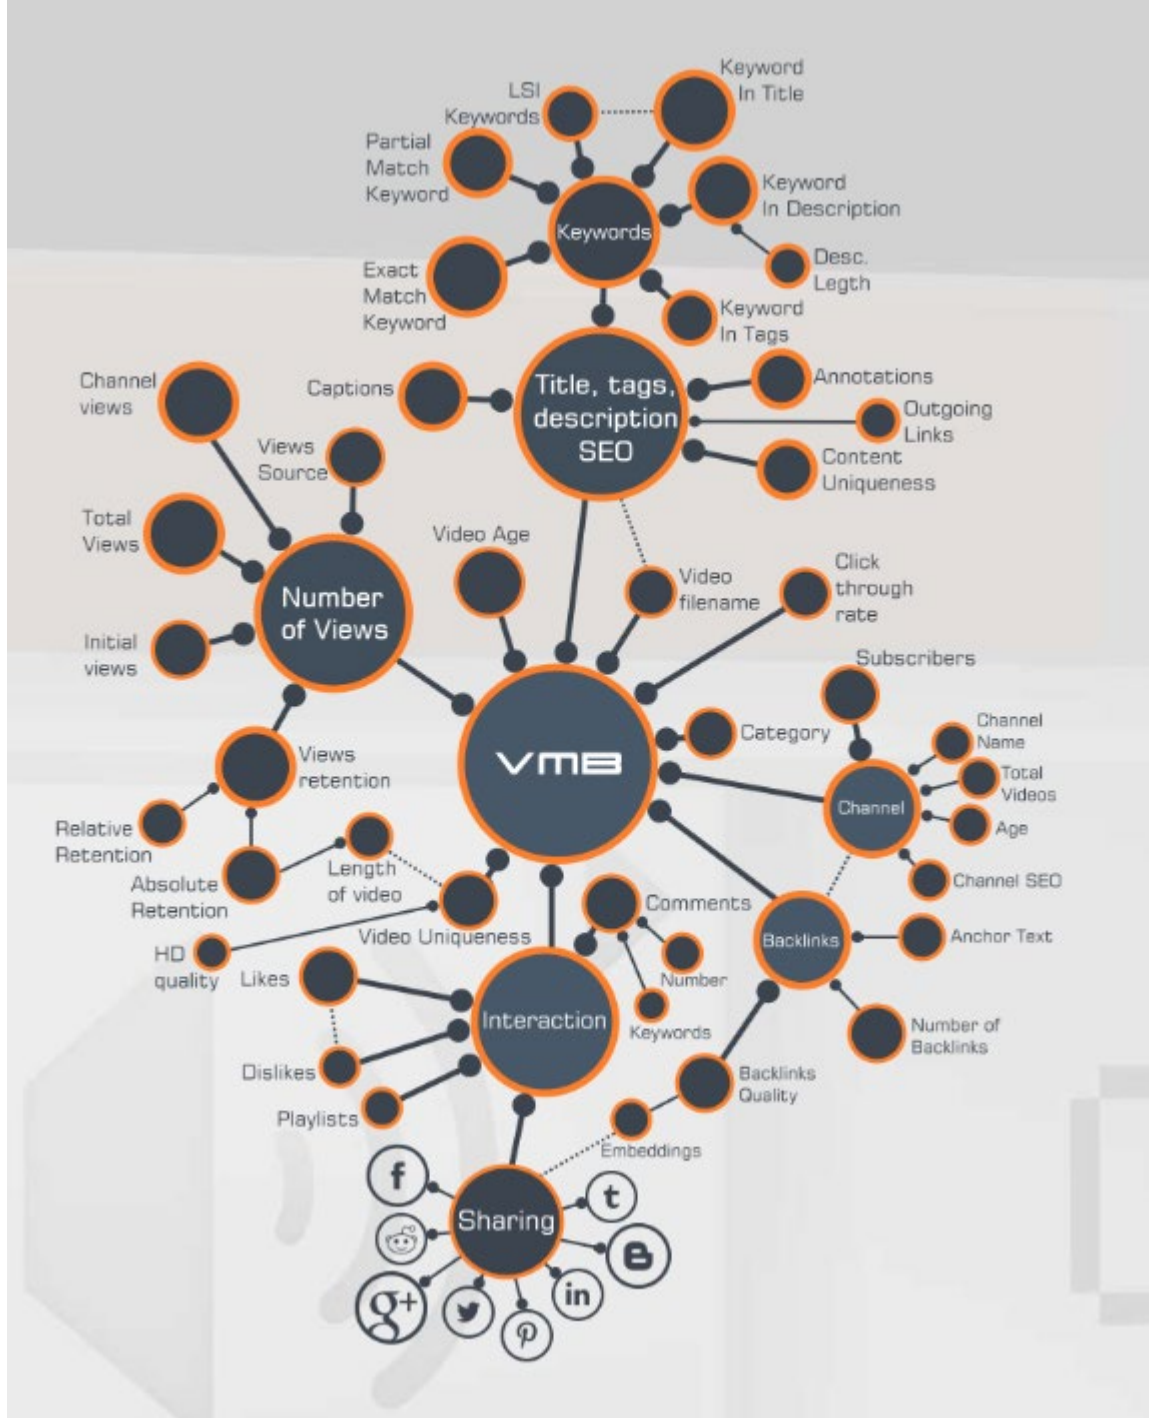 Keyword
In Title
LSI
Keywords
Partial
Match
Keyword
Keyword
In Description
Keywords
Desc.
Legth
Exact
Match
Keyword
Keyword
In Tags
Channel
views
Captions
Title, tags,
description
SEO
Annotations
Outgoing
Links
Content
Uniqueness
Views
Source
Total
Views
Video Age
Click
through
rate
Video
filename
Number
of Views
Initial
views
Subscribers
Channel
Name
Category
VMB
Views
retention
Total
Videos
Channel
Age
Relative
Retention
Length
of video
Absolute
Retention
Channel SEO
Comments
Video Uniqueness
Backlinks
Anchor Text
HD
quality
Likes
Number
Interaction
Keywords
Number of
Backlinks
Dislikes
Backlinks
Quality
Playlists
Embeddings
f
t
Sharing
B
g+
in